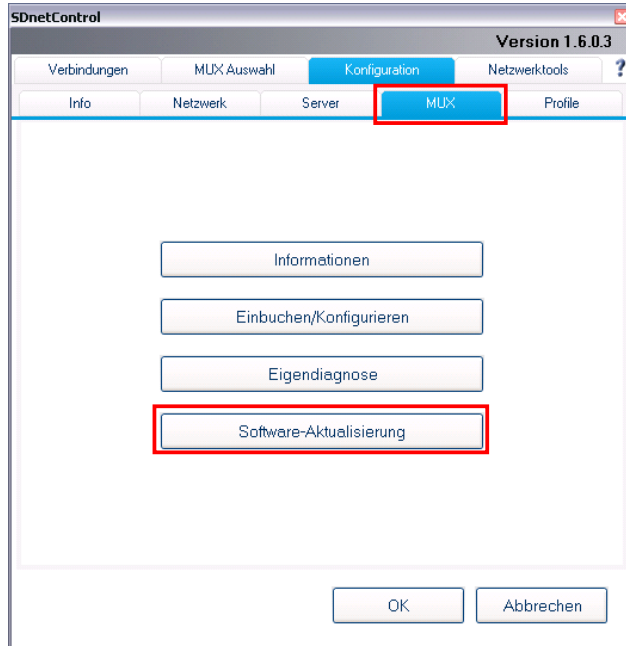 SDnetControl
Version 1.6.0.3
Verbindungen MUX Auswahl Konfiguration Netzwerktools ?
Info Netzwerk Server MUX Profile
Informationen
Einbuchen/Konfigurieren
Eigendiagnose
Software-Aktualisierung
OK Abbrechen